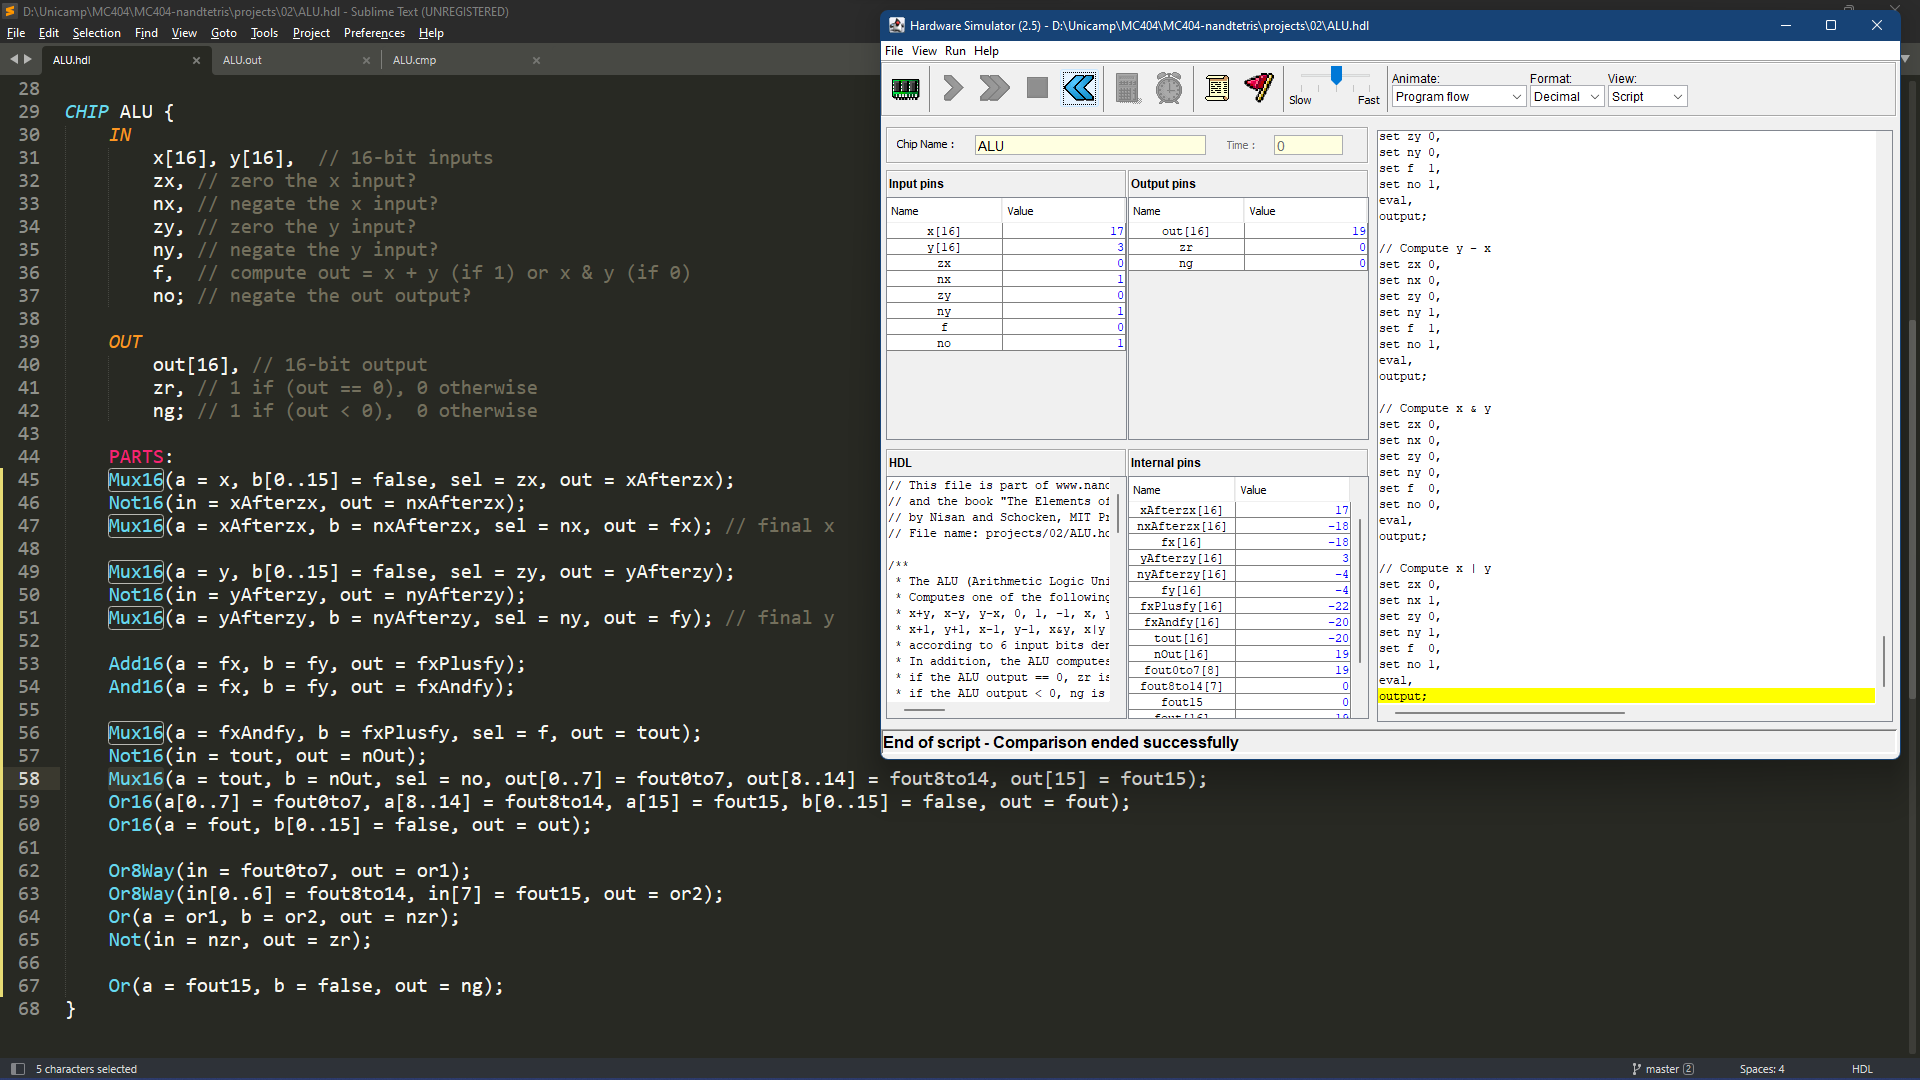 D:\Unicamp\MC404\MC404-nandtetris\projects\02\ALU.hdl - Sublime Text (UNREGISTERED)
File Edit Selection Find View Goto Tools Project Preferences Help
ALU.hdl
ALU.out
ALU.cmp
28
29 CHIP ALU {
30 IN
31 x[16], y[16],  // 16-bit inputs
32 zx, // zero the x input?
33 nx, // negate the x input?
34 zy, // zero the y input?
35 ny, // negate the y input?
36 f,  // compute out = x + y (if 1) or x & y (if 0)
37 no; // negate the out output?
38
39 OUT
40 out[16], // 16-bit output
41 zr, // 1 if (out == 0), 0 otherwise
42 ng; // 1 if (out < 0),  0 otherwise
43
44 PARTS:
45 Mux16(a = x, b[0..15] = false, sel = zx, out = xAfterzx);
46 Not16(in = xAfterzx, out = nxAfterzx);
47 Mux16(a = xAfterzx, b = nxAfterzx, sel = nx, out = fx); // final x
48
49 Mux16(a = y, b[0..15] = false, sel = zy, out = yAfterzy);
50 Not16(in = yAfterzy, out = nyAfterzy);
51 Mux16(a = yAfterzy, b = nyAfterzy, sel = ny, out = fy); // final y
52
53 Add16(a = fx, b = fy, out = fxPlusfy);
54 And16(a = fx, b = fy, out = fxAndfy);
55
56 Mux16(a = fxAndfy, b = fxPlusfy, sel = f, out = tout);
57 Not16(in = tout, out = nOut);
58 Mux16(a = tout, b = nOut, sel = no, out[0..7] = fout0to7, out[8..14] = fout8to14, out[15] = fout15);
59 Or16(a[0..7] = fout0to7, a[8..14] = fout8to14, a[15] = fout15, b[0..15] = false, out = fout);
60 Or16(a = fout, b[0..15] = false, out = out);
61
62 Or8Way(in = fout0to7, out = or1);
63 Or8Way(in[0..6] = fout8to14, in[7] = fout15, out = or2);
64 Or(a = or1, b = or2, out = nzr);
65 Not(in = nzr, out = zr);
66
67 Or(a = fout15, b = false, out = ng);
68 }
5 characters selected
master 2
Spaces: 4
HDL
Hardware Simulator (2.5) - D:\Unicamp\MC404\MC404-nandtetris\projects\02\ALU.hdl
File View Run Help
Slow Fast
Animate:
Program flow
Format:
Decimal
View:
Script
Chip Name : ALU
Time : 0
Input pins
Name Value
x[16] 17
y[16] 3
zx 0
nx 1
zy 0
ny 1
f 0
no 1
Output pins
Name Value
out[16] 19
zr 0
ng 0
HDL
// This file is part of www.nand
// and the book "The Elements of
// by Nisan and Schocken, MIT Pr
// File name: projects/02/ALU.hd
/**
* The ALU (Arithmetic Logic Uni
* Computes one of the following
* x+y, x-y, y-x, 0, 1, -1, x, y
* x+1, y+1, x-1, y-1, x&y, x|y
* according to 6 input bits den
* In addition, the ALU computes
* if the ALU output == 0, zr is
* if the ALU output < 0, ng is
Internal pins
Name Value
xAfterzx[16] 17
nxAfterzx[16] -18
fx[16] -18
yAfterzy[16] 3
nyAfterzy[16] -4
fy[16] -4
fxPlusfy[16] -22
fxAndfy[16] -20
tout[16] -20
nOut[16] 19
fout0to7[8] 19
fout8to14[7] 0
fout15 0
fout[16] 19
set zy 0,
set ny 0,
set f  1,
set no 1,
eval,
output;
// Compute y - x
set zx 0,
set nx 0,
set zy 0,
set ny 1,
set f  1,
set no 1,
eval,
output;
// Compute x & y
set zx 0,
set nx 0,
set zy 0,
set ny 0,
set f  0,
set no 0,
eval,
output;
// Compute x | y
set zx 0,
set nx 1,
set zy 0,
set ny 1,
set f  0,
set no 1,
eval,
output;
End of script - Comparison ended successfully